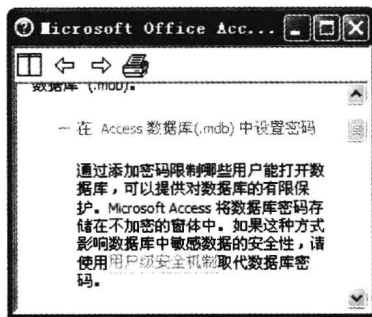 Microsoft Office Acc...
数据库 (.mdb)。
— 在 Access 数据库(.mdb) 中设置密码
通过添加密码限制哪些用户能打开数
据库，可以提供对数据库的有限保
护。Microsoft Access 将数据库密码存
储在不加密的窗体中。如果这种方式
影响数据库中敏感数据的安全性，请
使用用户级安全机制取代数据库密
码。